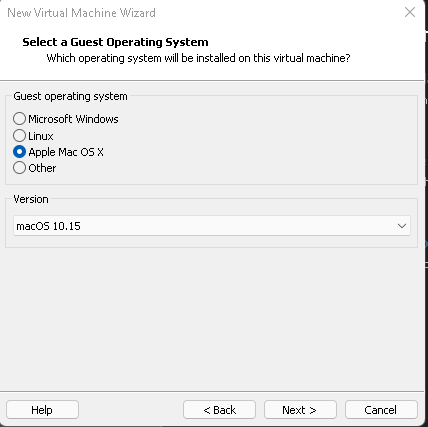 New Virtual Machine Wizard
Select a Guest Operating System
Which operating system will be installed on this virtual machine?
Guest operating system
Microsoft Windows
Linux
Apple Mac OS X
Other
Version
macOS 10.15
Help
< Back
Next >
Cancel